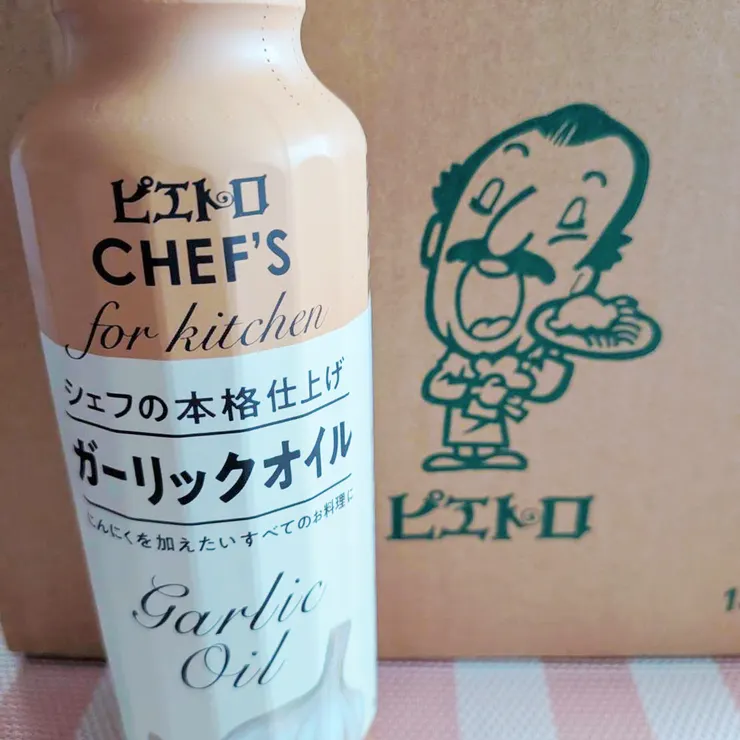 ピエトロ
CHEF'S
for kitchen
シェフの本格仕上げ
ガーリックオイル
にんにくを加えたいすべてのお料理に
Garlic
Oil
ピエトロ